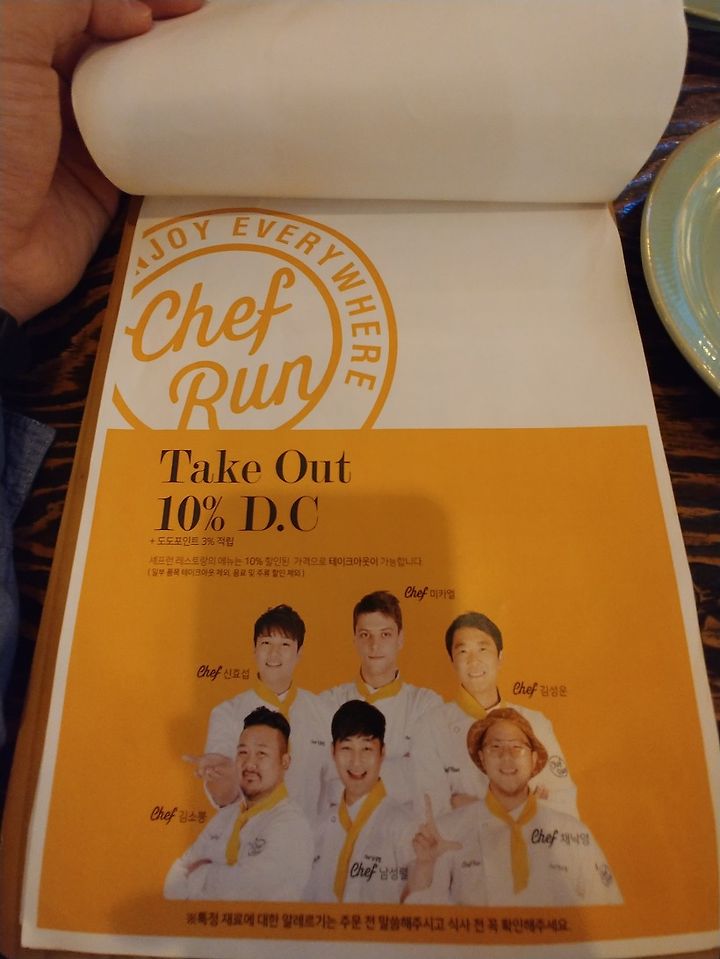 NJOY EVERYWHERE
Chef
Run
Take Out
10% D.C
+ 도도포인트 3% 적립
셰프런 레스토랑의 메뉴는 10% 할인된 가격으로 테이크아웃이 가능합니다.
( 일부 품목 테이크아웃 제외, 음료 및 주류 할인 제외 )
Chef 미카엘
Chef 신효섭
Chef 김성운
Chef 김소봉
Chef 채낙영
Chef 남성렬
※특정 재료에 대한 알레르기는 주문 전 말씀해주시고 식사 전 꼭 확인해주세요.